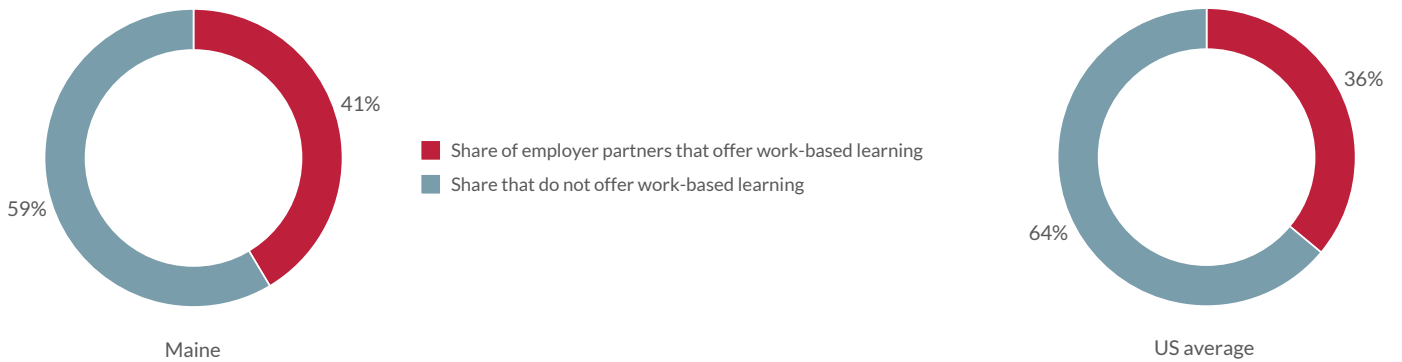 41%
59%
Maine
Share of employer partners that offer work-based learning
Share that do not offer work-based learning
36%
64%
US average